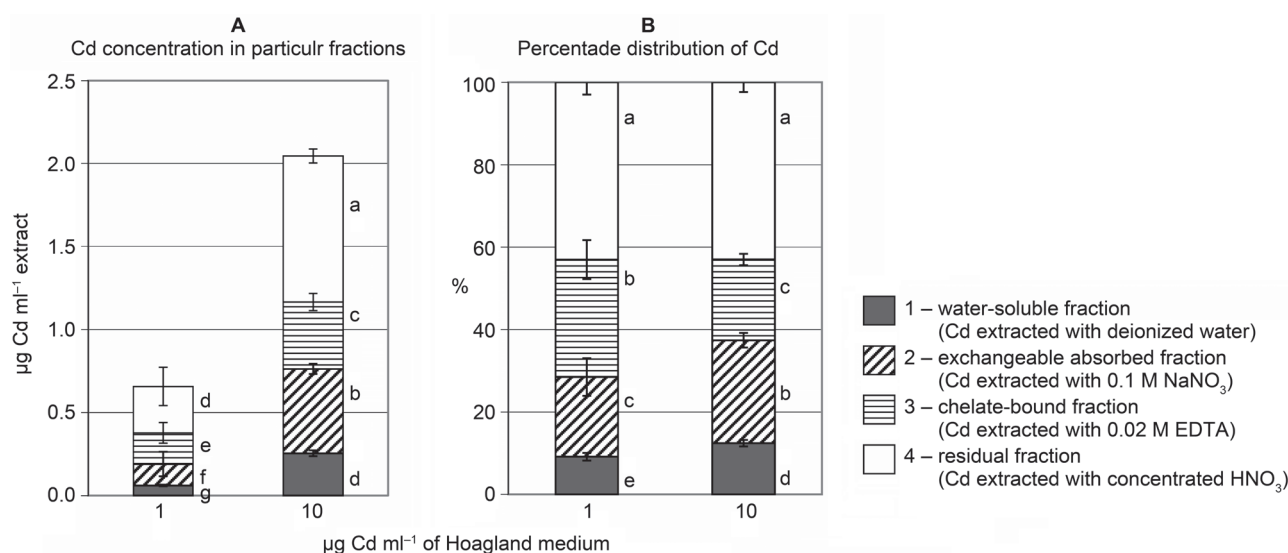 A
Cd concentration in particulr fractions
2.5
2.0
1.5
1.0
0.5
0.0
µg Cd ml⁻¹ extract
a
c
b
d
d
e
f
g
1
10
B
Percentade distribution of Cd
100
80
60
40
20
0
%
a
b
c
e
a
c
b
d
1
10
µg Cd ml⁻¹ of Hoagland medium
1 – water-soluble fraction
(Cd extracted with deionized water)
2 – exchangeable absorbed fraction
(Cd extracted with 0.1 M NaNO₃)
3 – chelate-bound fraction
(Cd extracted with 0.02 M EDTA)
4 – residual fraction
(Cd extracted with concentrated HNO₃)